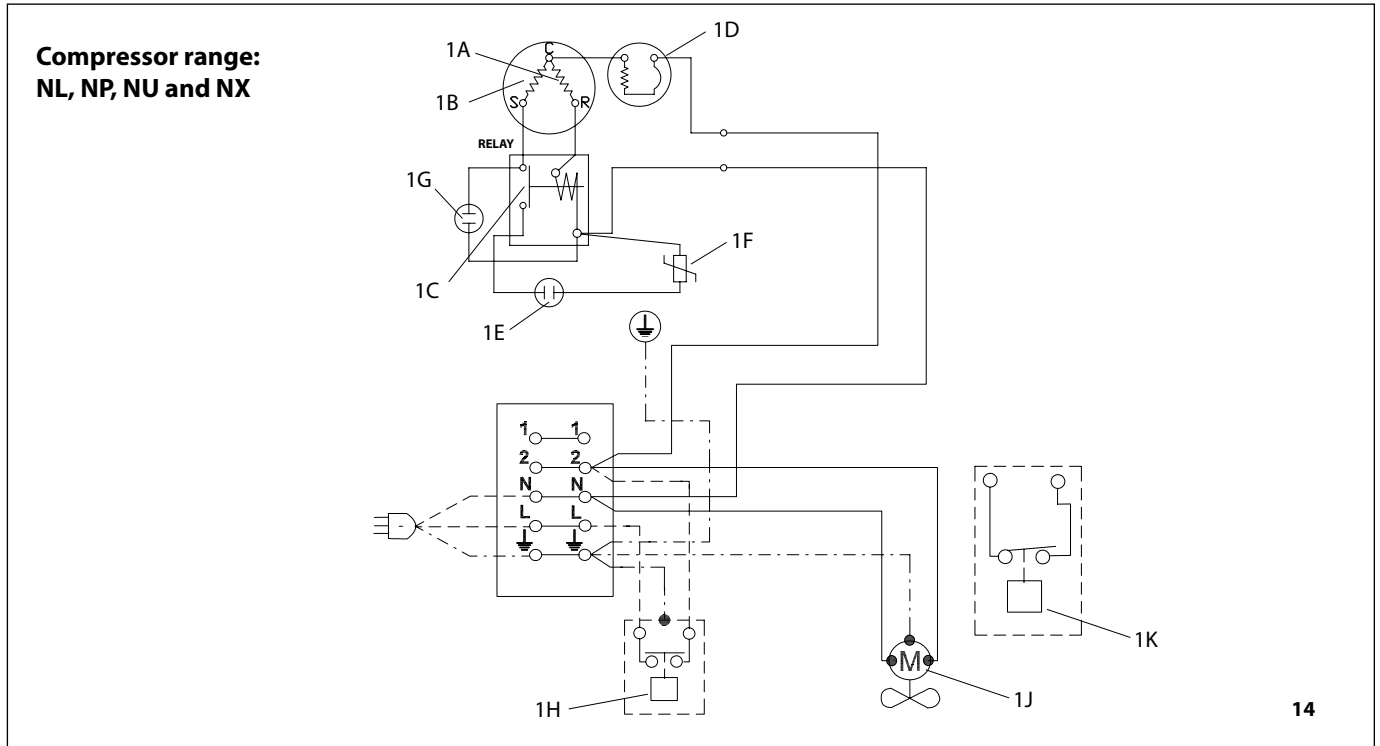 Compressor range:
NL, NP, NU and NX
1A
C
1D
1B
S
R
RELAY
1G
1C
1F
1E
1 1
2 2
N N
L L
M
1H
1J
1K
14